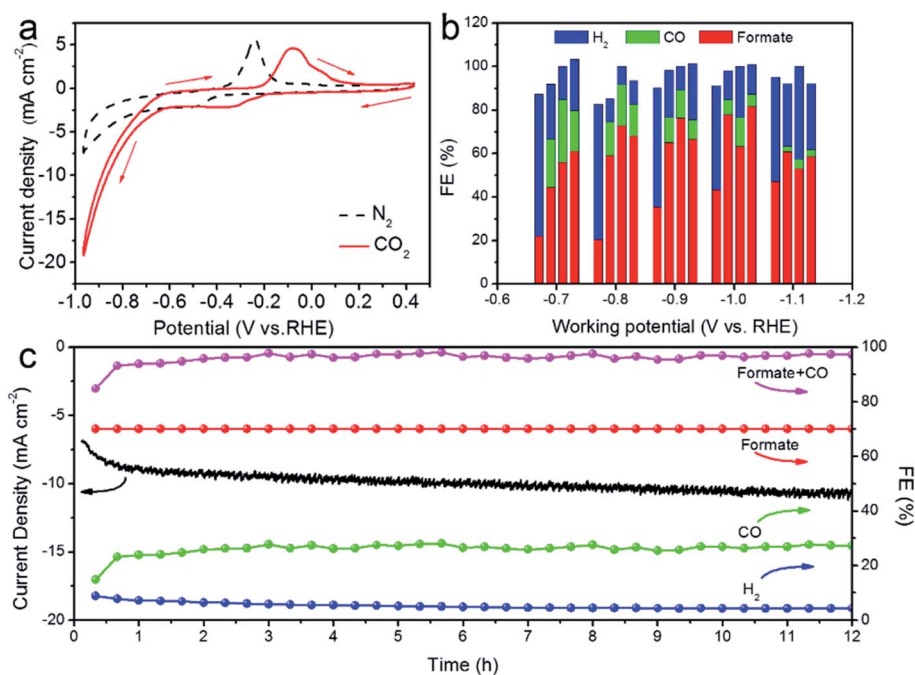 a
Current density (mA cm⁻²)
5
0
-5
-10
-15
-20
N₂
CO₂
-1.0 -0.8 -0.6 -0.4 -0.2 0.0 0.2 0.4
Potential (V vs.RHE)
b
FE (%)
120
100
80
60
40
20
0
H₂ CO Formate
-0.6 -0.7 -0.8 -0.9 -1.0 -1.1 -1.2
Working potential (V vs. RHE)
c
Current Density (mA cm⁻²)
0
-5
-10
-15
-20
Formate+CO
Formate
CO
H₂
100
80
60
40
20
0
FE (%)
0 1 2 3 4 5 6 7 8 9 10 11 12
Time (h)